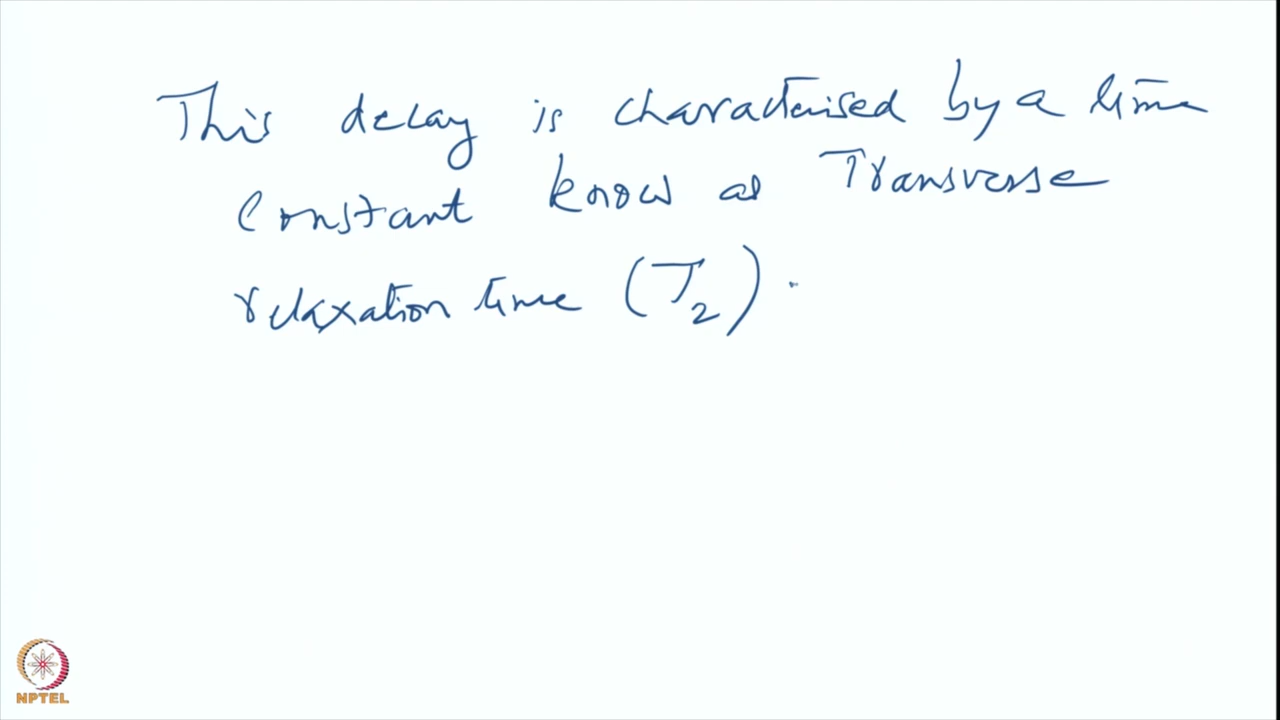 This delay is characterised by a time
Constant know as Transverse
relaxation time (T₂).
NPTEL